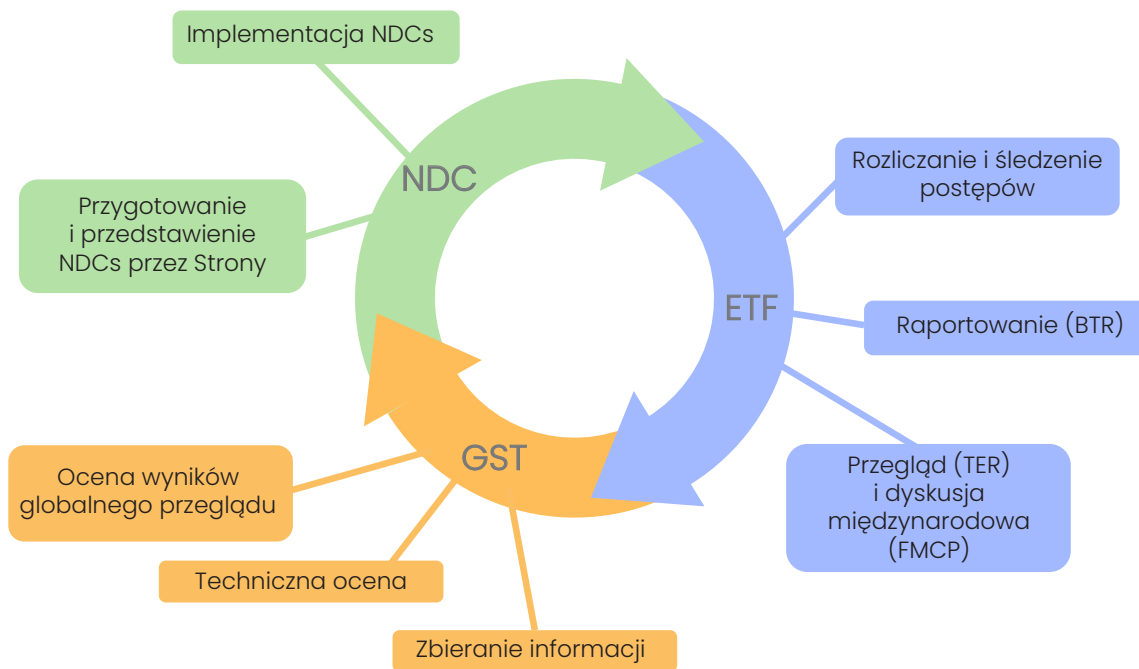 Implementacja NDCs
NDC
Przygotowanie
i przedstawienie
NDCs przez Strony
Rozliczanie i śledzenie
postępów
ETF
Raportowanie (BTR)
Przegląd (TER)
i dyskusja
międzynarodowa
(FMCP)
GST
Ocena wyników
globalnego przeglądu
Techniczna ocena
Zbieranie informacji